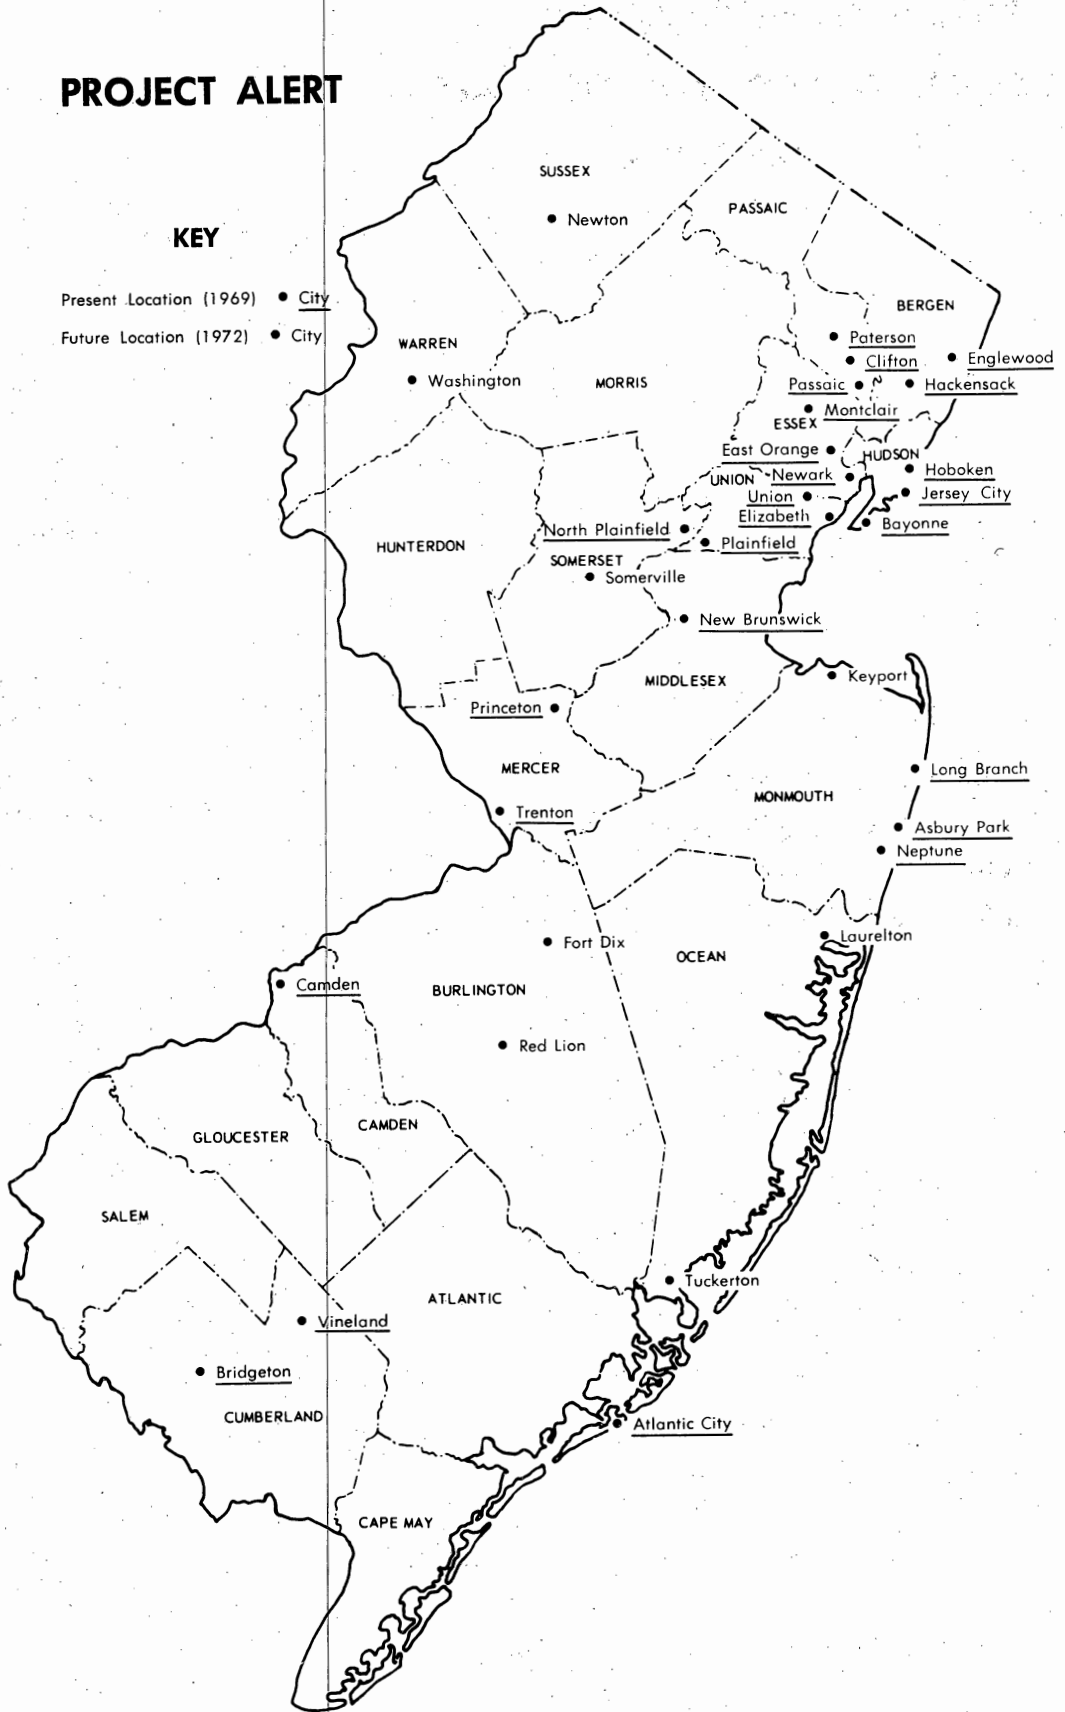 PROJECT ALERT
KEY
Present Location (1969) • City
Future Location (1972) • City
SUSSEX
Newton
PASSAIC
BERGEN
WARREN
Washington
MORRIS
Paterson
Clifton
Englewood
Passaic
Hackensack
Montclair
ESSEX
East Orange
HUDSON
Hoboken
UNION
Newark
Union
Jersey City
Elizabeth
Bayonne
North Plainfield
Plainfield
HUNTERDON
SOMERSET
Somerville
New Brunswick
MIDDLESEX
Keyport
Princeton
MERCER
Long Branch
MONMOUTH
Trenton
Asbury Park
Neptune
Laurelton
Fort Dix
OCEAN
Camden
BURLINGTON
Red Lion
CAMDEN
GLOUCESTER
SALEM
Tuckerton
ATLANTIC
Vineland
Bridgeton
CUMBERLAND
Atlantic City
CAPE MAY